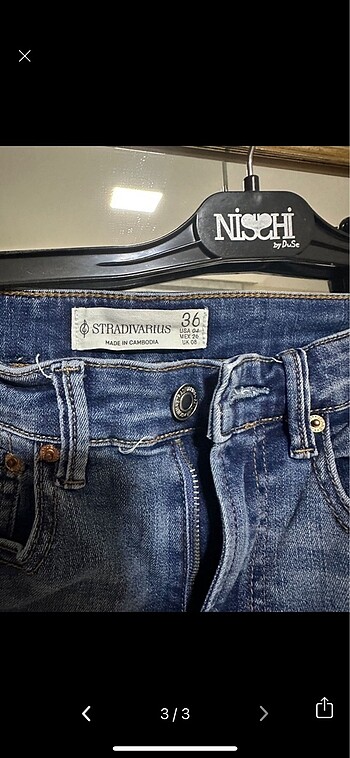 NiSCHi
by DuSe
STRADIVARIUS
MADE IN CAMBODIA
36
USA 04
MEX 26
UK 08
3/3